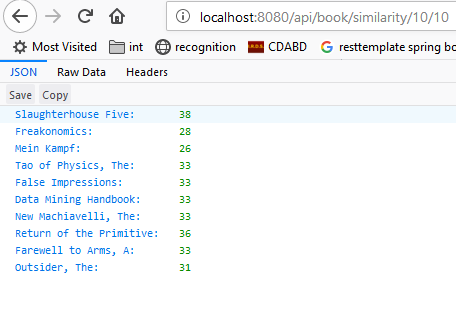 localhost:8080/api/book/similarity/10/10
Most Visited int recognition CDABD resttemplate spring bo
JSON Raw Data Headers
Save Copy
Slaughterhouse Five: 38
Freakonomics: 28
Mein Kampf: 26
Tao of Physics, The: 33
False Impressions: 33
Data Mining Handbook: 33
New Machiavelli, The: 33
Return of the Primitive: 36
Farewell to Arms, A: 33
Outsider, The: 31